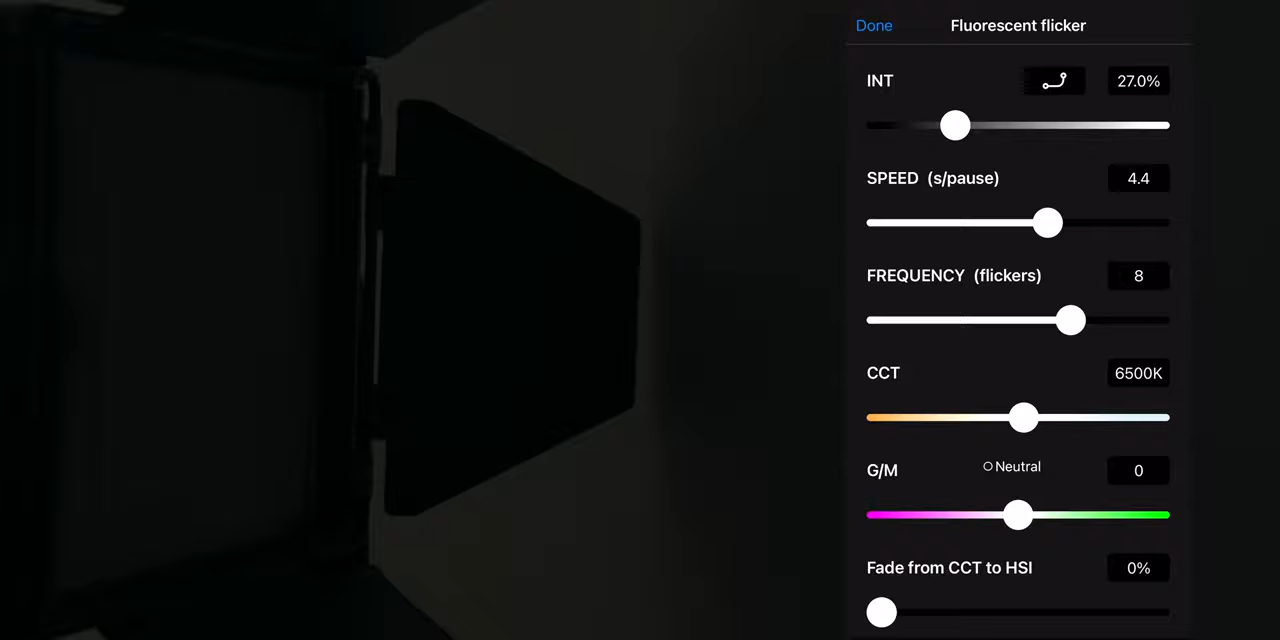 Done Fluorescent flicker
INT 27.0%
SPEED (s/pause) 4.4
FREQUENCY (flickers) 8
CCT 6500K
G/M Neutral 0
Fade from CCT to HSI 0%